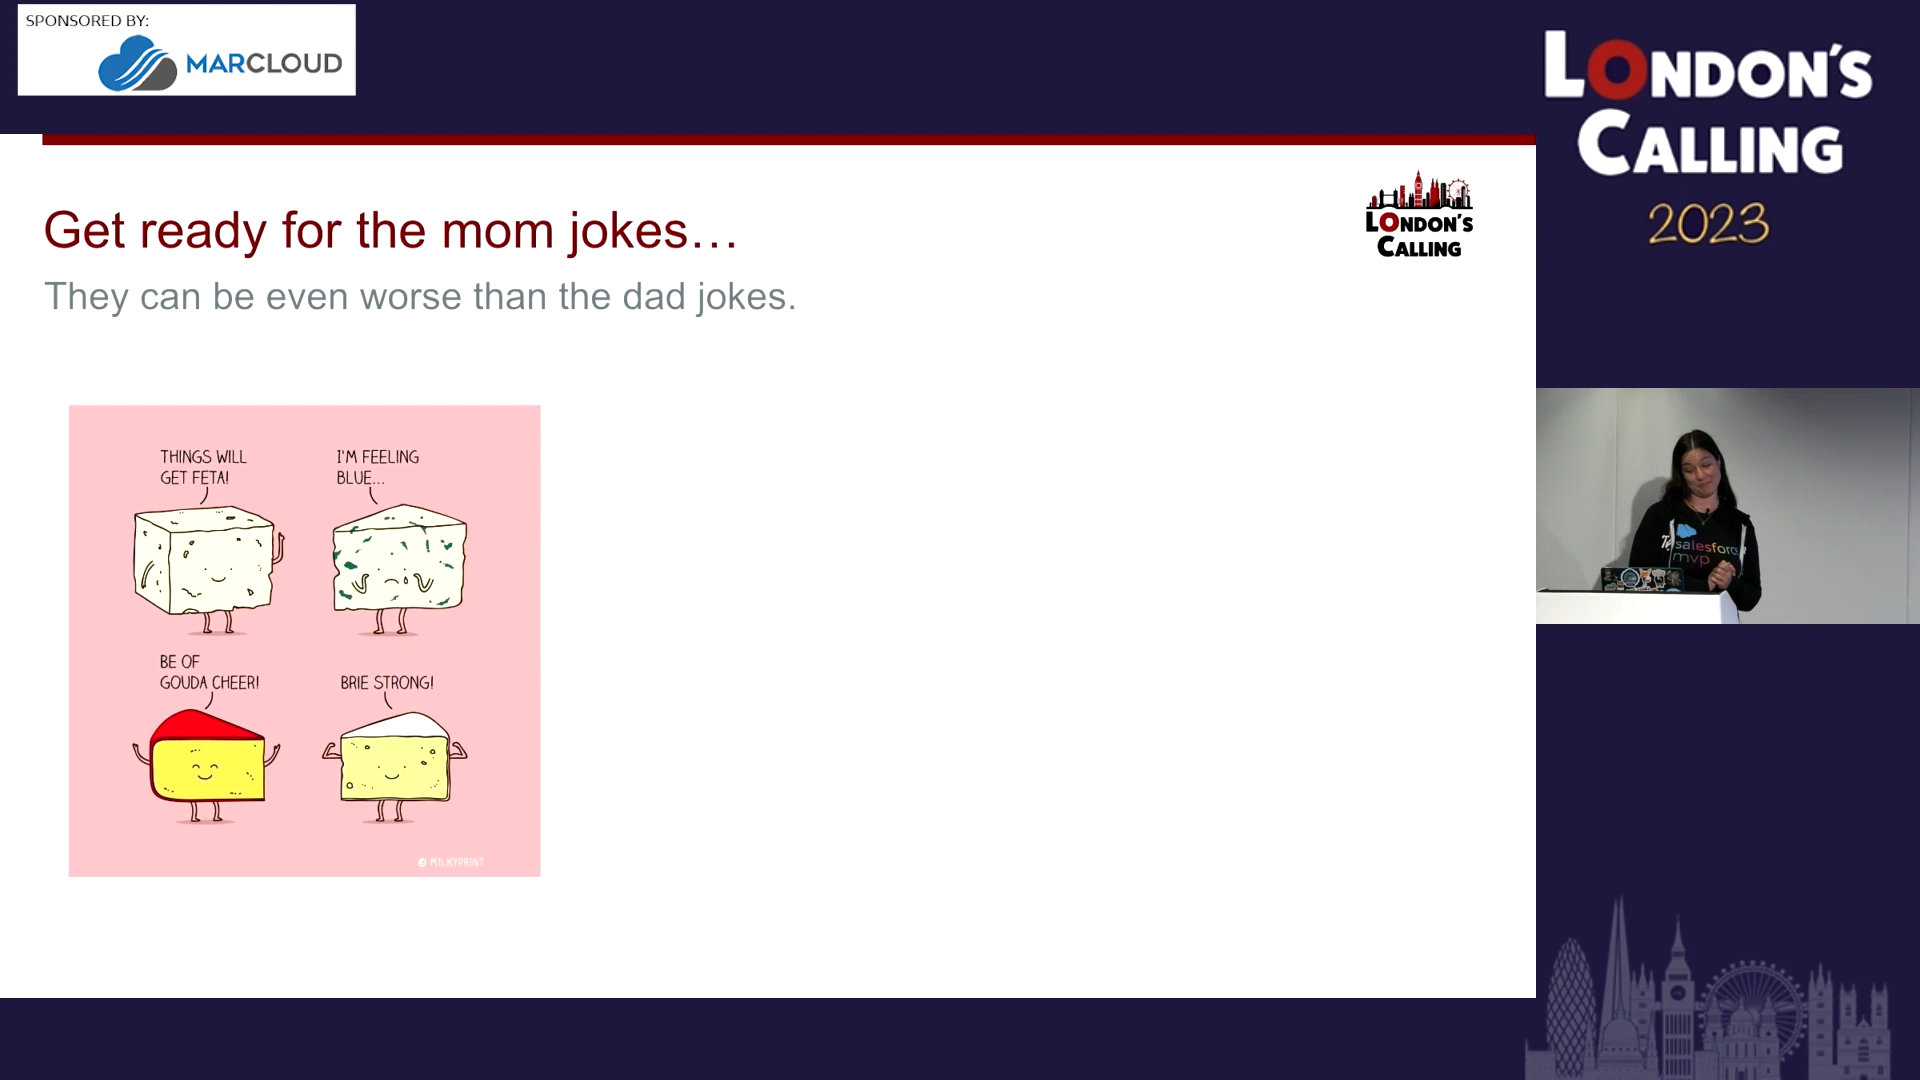 SPONSORED BY:
MARCLOUD
LONDON'S
CALLING
2023
Get ready for the mom jokes…
They can be even worse than the dad jokes.
LONDON'S
CALLING
THINGS WILL
GET FETA!
I'M FEELING
BLUE...
BE OF
GOUDA CHEER!
BRIE STRONG!
© MILKYPRINT
salesforce
mvp